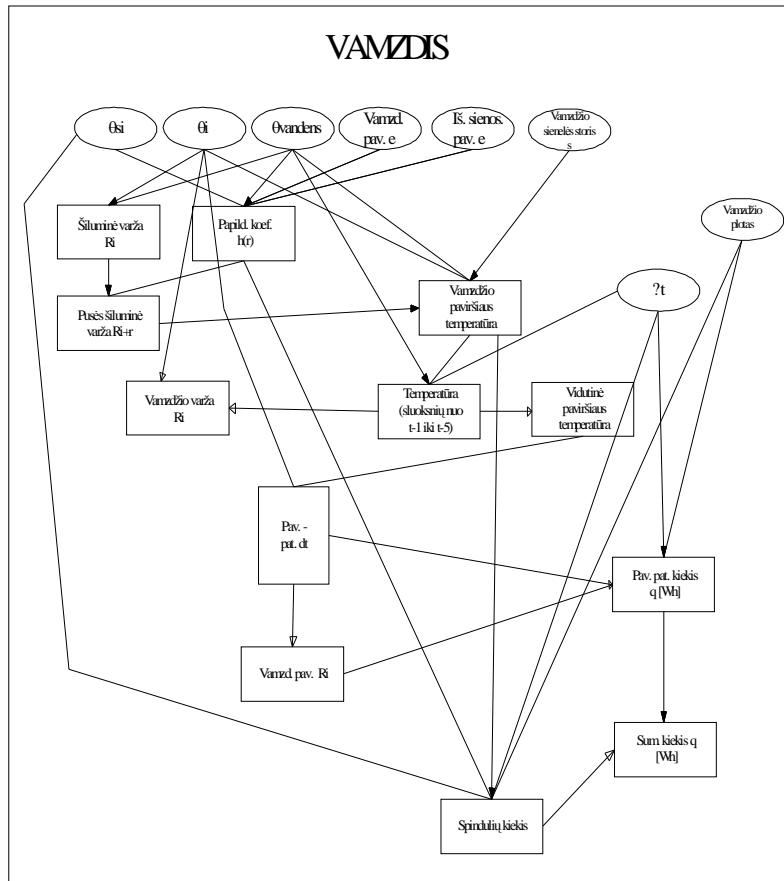 VAMZDIS
θsi
θi
θvandens
Vamzd.
pav. e
Iš. sienos.
pav. e
Vamzdžio
sienelės storis
s
Šiluminė varža
Ri
Papild. koef.
h(r)
Vamzdžio
plotas
Pusės šiluminė
varža Ri+r
Vamzdžio
paviršiaus
temperatūra
?t
Vamzdžio varža
Ri
Temperatūra
(sluoksnių nuo
t-1 iki t-5)
Vidutinė
paviršiaus
temperatūra
Pav. -
pat. dt
Pav. pat. kiekis
q [Wh]
Vamzd. pav. Ri
Sum. kiekis q
[Wh]
Spindulių kiekis